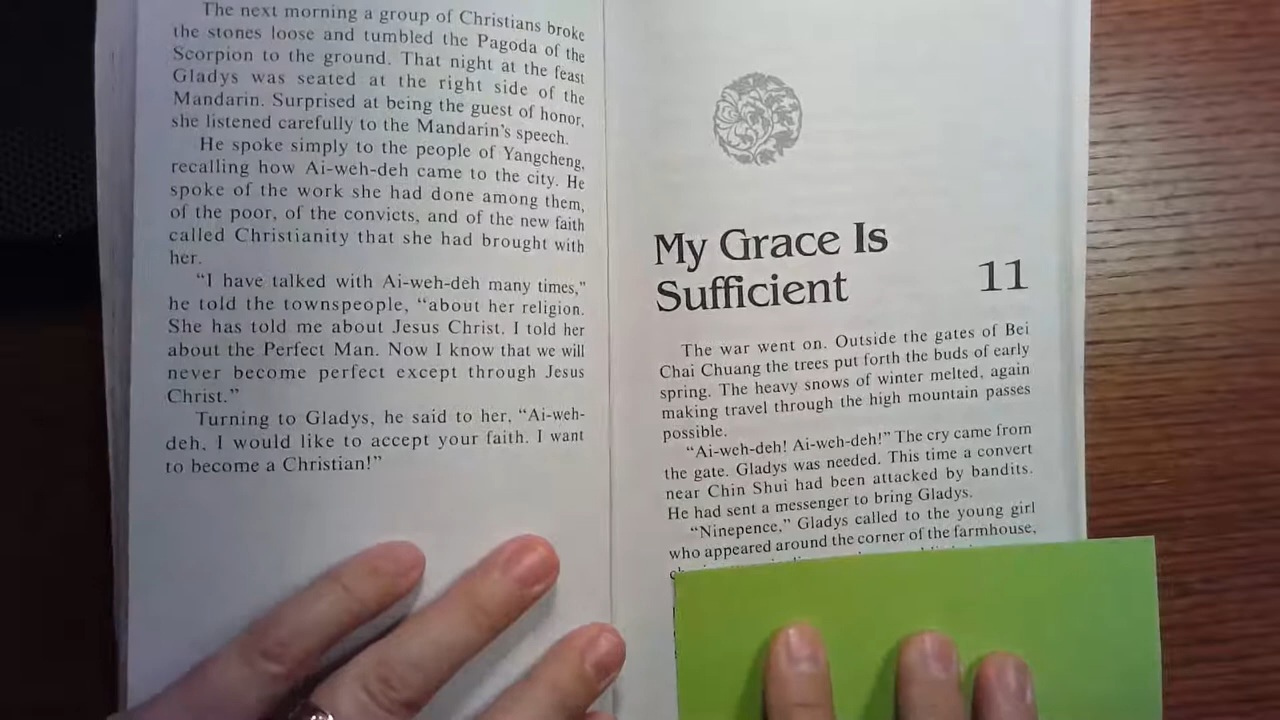 The next morning a group of Christians broke
the stones loose and tumbled the Pagoda of the
Scorpion to the ground. That night at the feast
Gladys was seated at the right side of the
Mandarin. Surprised at being the guest of honor,
she listened carefully to the Mandarin's speech.
He spoke simply to the people of Yangcheng,
recalling how Ai-weh-deh came to the city. He
spoke of the work she had done among them,
of the poor, of the convicts, and of the new faith
called Christianity that she had brought with
her.
"I have talked with Ai-weh-deh many times,"
he told the townspeople, "about her religion.
She has told me about Jesus Christ. I told her
about the Perfect Man. Now I know that we will
never become perfect except through Jesus
Christ."
Turning to Gladys, he said to her, "Ai-weh-
deh, I would like to accept your faith. I want
to become a Christian!"
My Grace Is
Sufficient 11
The war went on. Outside the gates of Bei
Chai Chuang the trees put forth the buds of early
spring. The heavy snows of winter melted, again
making travel through the high mountain passes
possible.
"Ai-weh-deh! Ai-weh-deh!" The cry came from
the gate. Gladys was needed. This time a convert
near Chin Shui had been attacked by bandits.
He had sent a messenger to bring Gladys.
"Ninepence," Gladys called to the young girl
who appeared around the corner of the farmhouse,